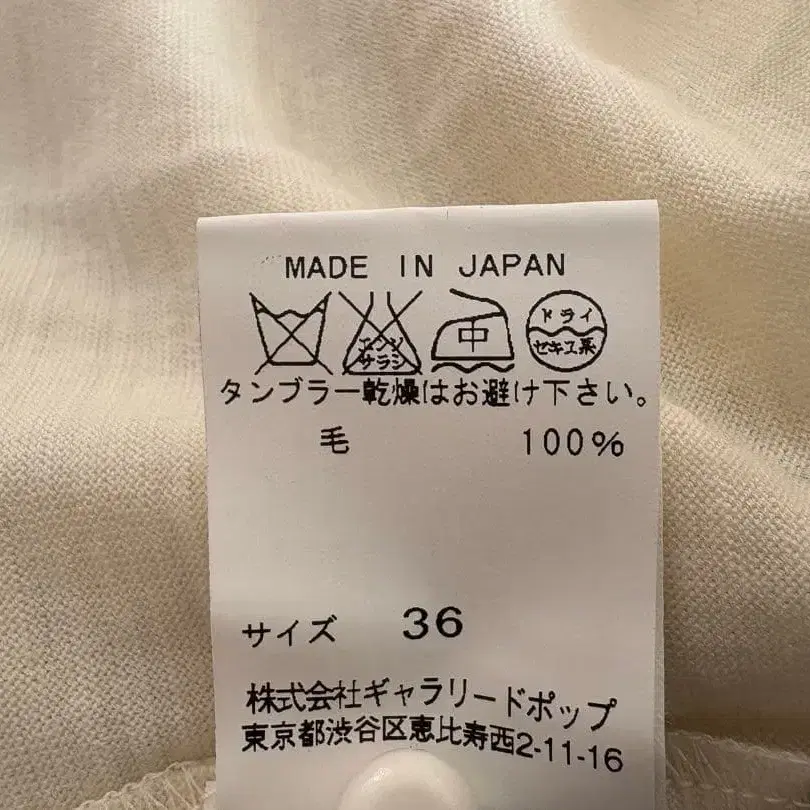 MADE IN JAPAN
エンソ サラシ
中
ドライ
セキユ系
タンブラー乾燥はお避け下さい。
毛 100%
サイズ 36
株式会社ギャラリードポップ
東京都渋谷区恵比寿西2-11-16